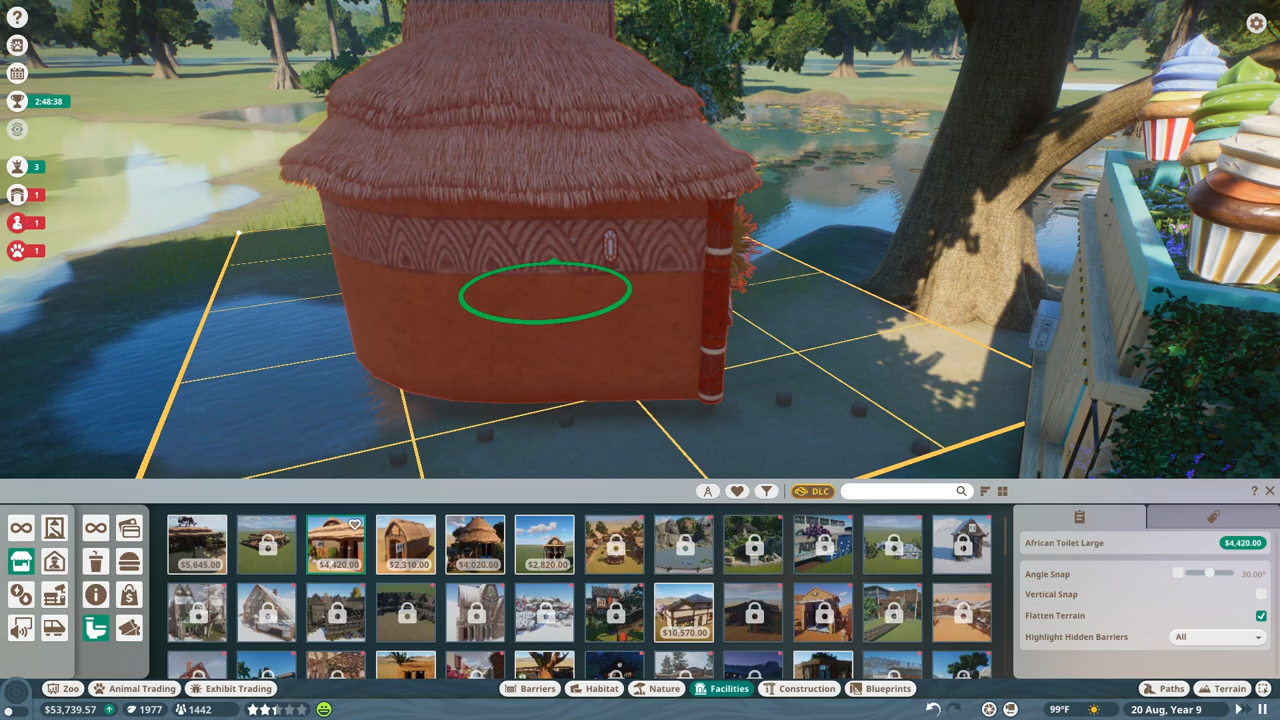 ?
2:48:38
3
1
1
1
DLC
?
African Toilet Large
$4,420.00
$5,645.00
$4,420.00
$2,310.00
$4,020.00
$2,820.00
Angle Snap
30.00°
Vertical Snap
Flatten Terrain
Highlight Hidden Barriers
All
$10,570.00
Zoo
Animal Trading
Exhibit Trading
Barriers
Habitat
Nature
Facilities
Construction
Blueprints
Paths
Terrain
$53,739.57
1977
1442
99°F
20 Aug, Year 9